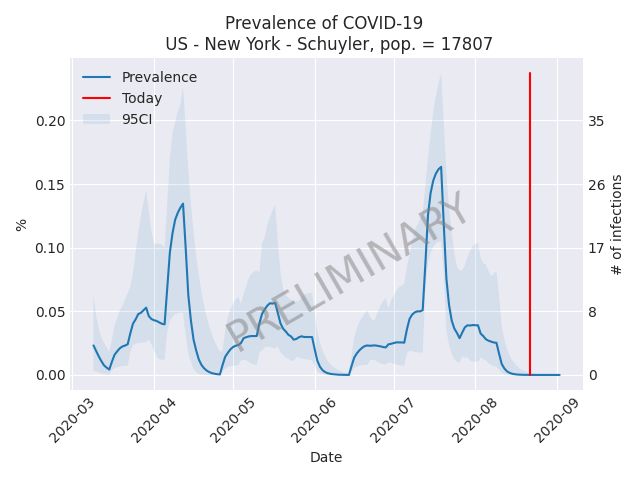 Prevalence of COVID-19
US - New York - Schuyler, pop. = 17807
Prevalence
Today
95CI
0.20
0.15
0.10
0.05
0.00
%
35
26
17
8
0
# of infections
PRELIMINARY
2020-03
2020-04
2020-05
2020-06
2020-07
2020-08
2020-09
Date